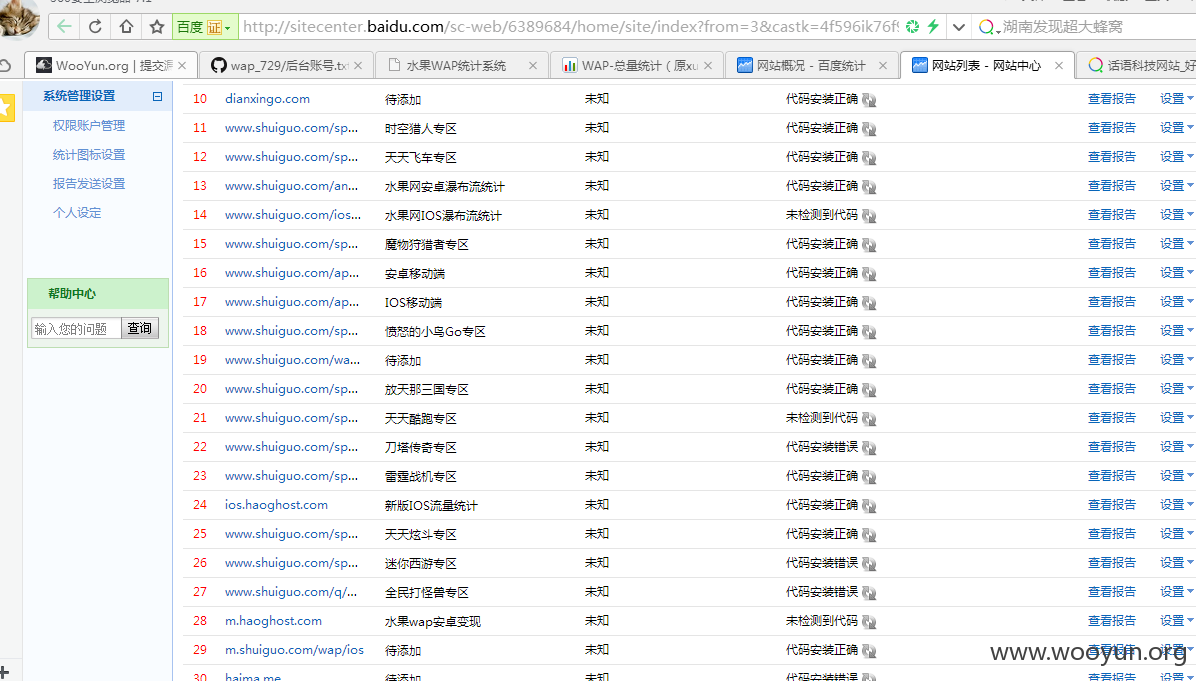 百度 证 http://sitecenter.baidu.com/sc-web/6389684/home/site/index?from=3&castk=4f596ik76f9 湖南发现超大蜂窝
WooYun.org | 提交 wap_729/后台账号.tx 水果WAP统计系统 WAP-总量统计（原xu 网站概况 - 百度统计 网站列表 - 网站中心 话语科技网站_好
系统管理设置
权限账户管理
统计图标设置
报告发送设置
个人设定
帮助中心
输入您的问题 查询
10 dianxingo.com 待添加 未知 代码安装正确 查看报告 设置
11 www.shuiguo.com/sp... 时空猎人专区 未知 代码安装正确 查看报告 设置
12 www.shuiguo.com/sp... 天天飞车专区 未知 代码安装正确 查看报告 设置
13 www.shuiguo.com/an... 水果网安卓瀑布流统计 未知 代码安装正确 查看报告 设置
14 www.shuiguo.com/ios... 水果网IOS瀑布流统计 未知 未检测到代码 查看报告 设置
15 www.shuiguo.com/sp... 魔物狩猎者专区 未知 代码安装正确 查看报告 设置
16 www.shuiguo.com/ap... 安卓移动端 未知 代码安装正确 查看报告 设置
17 www.shuiguo.com/ap... IOS移动端 未知 代码安装正确 查看报告 设置
18 www.shuiguo.com/sp... 愤怒的小鸟Go专区 未知 代码安装正确 查看报告 设置
19 www.shuiguo.com/wa... 待添加 未知 代码安装正确 查看报告 设置
20 www.shuiguo.com/sp... 放天那三国专区 未知 代码安装正确 查看报告 设置
21 www.shuiguo.com/sp... 天天酷跑专区 未知 未检测到代码 查看报告 设置
22 www.shuiguo.com/sp... 刀塔传奇专区 未知 代码安装错误 查看报告 设置
23 www.shuiguo.com/sp... 雷霆战机专区 未知 代码安装正确 查看报告 设置
24 ios.haoghost.com 新版IOS流量统计 未知 代码安装正确 查看报告 设置
25 www.shuiguo.com/sp... 天天炫斗专区 未知 代码安装正确 查看报告 设置
26 www.shuiguo.com/sp... 迷你西游专区 未知 代码安装错误 查看报告 设置
27 www.shuiguo.com/q/... 全民打怪兽专区 未知 代码安装错误 查看报告 设置
28 m.haoghost.com 水果wap安卓变现 未知 未检测到代码 查看报告 设置
29 m.shuiguo.com/wap/ios 待添加 未知 代码安装正确 查看报告 设置
30 haima.me 待添加 未知 代码安装错误 查看报告 设置
www.wooyun.org